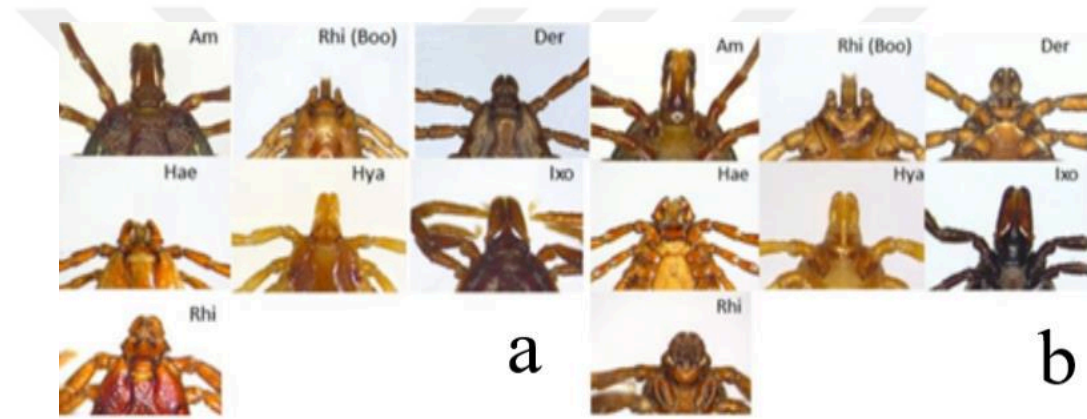 Am Rhi (Boo) Der Am Rhi (Boo) Der
Hae Hya Ixo Hae Hya Ixo
Rhi Rhi
a b